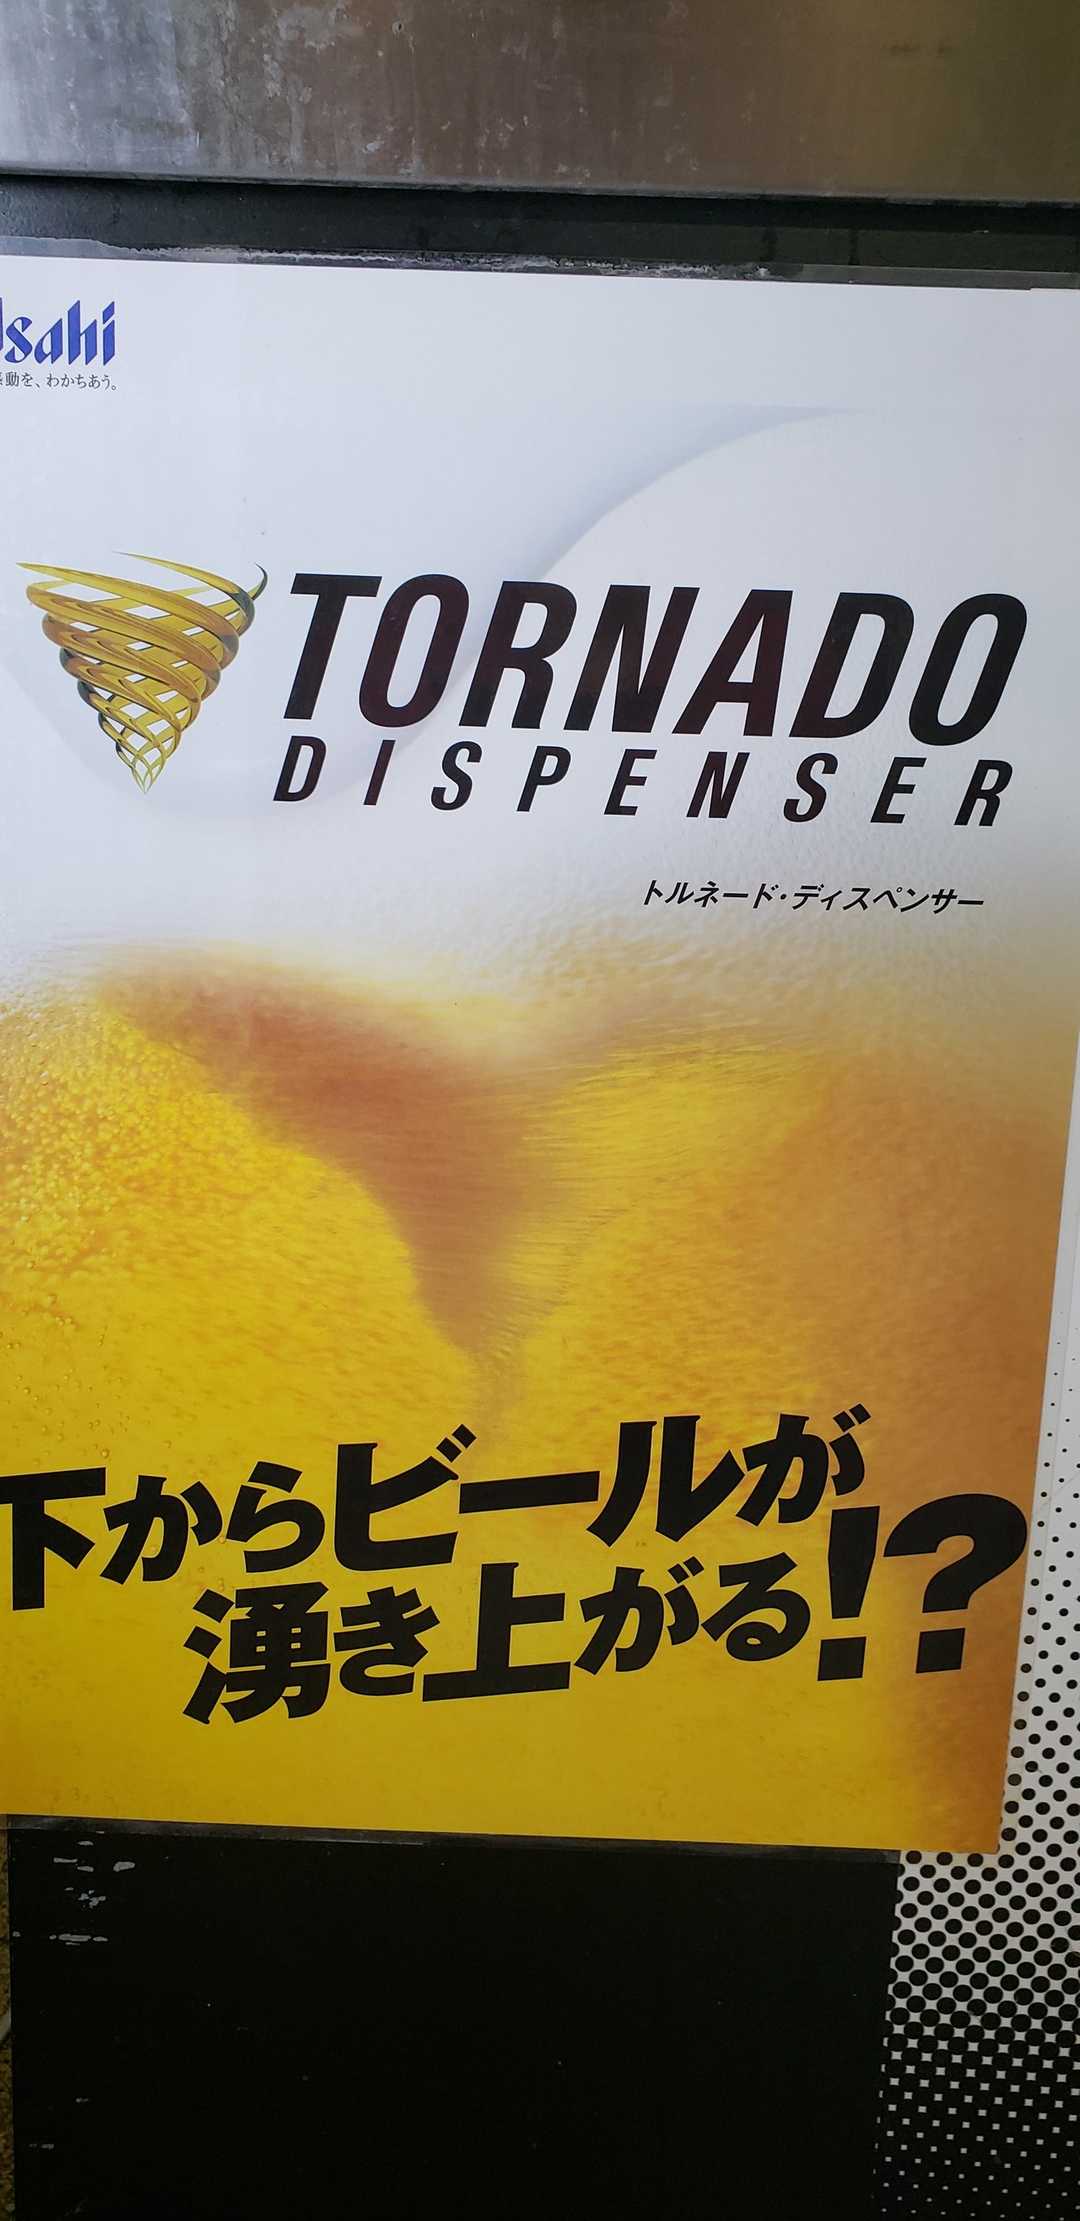 Asahi
感動を、わかちあう。
TORNADO
DISPENSER
トルネード・ディスペンサー
下からビールが
湧き上がる!?